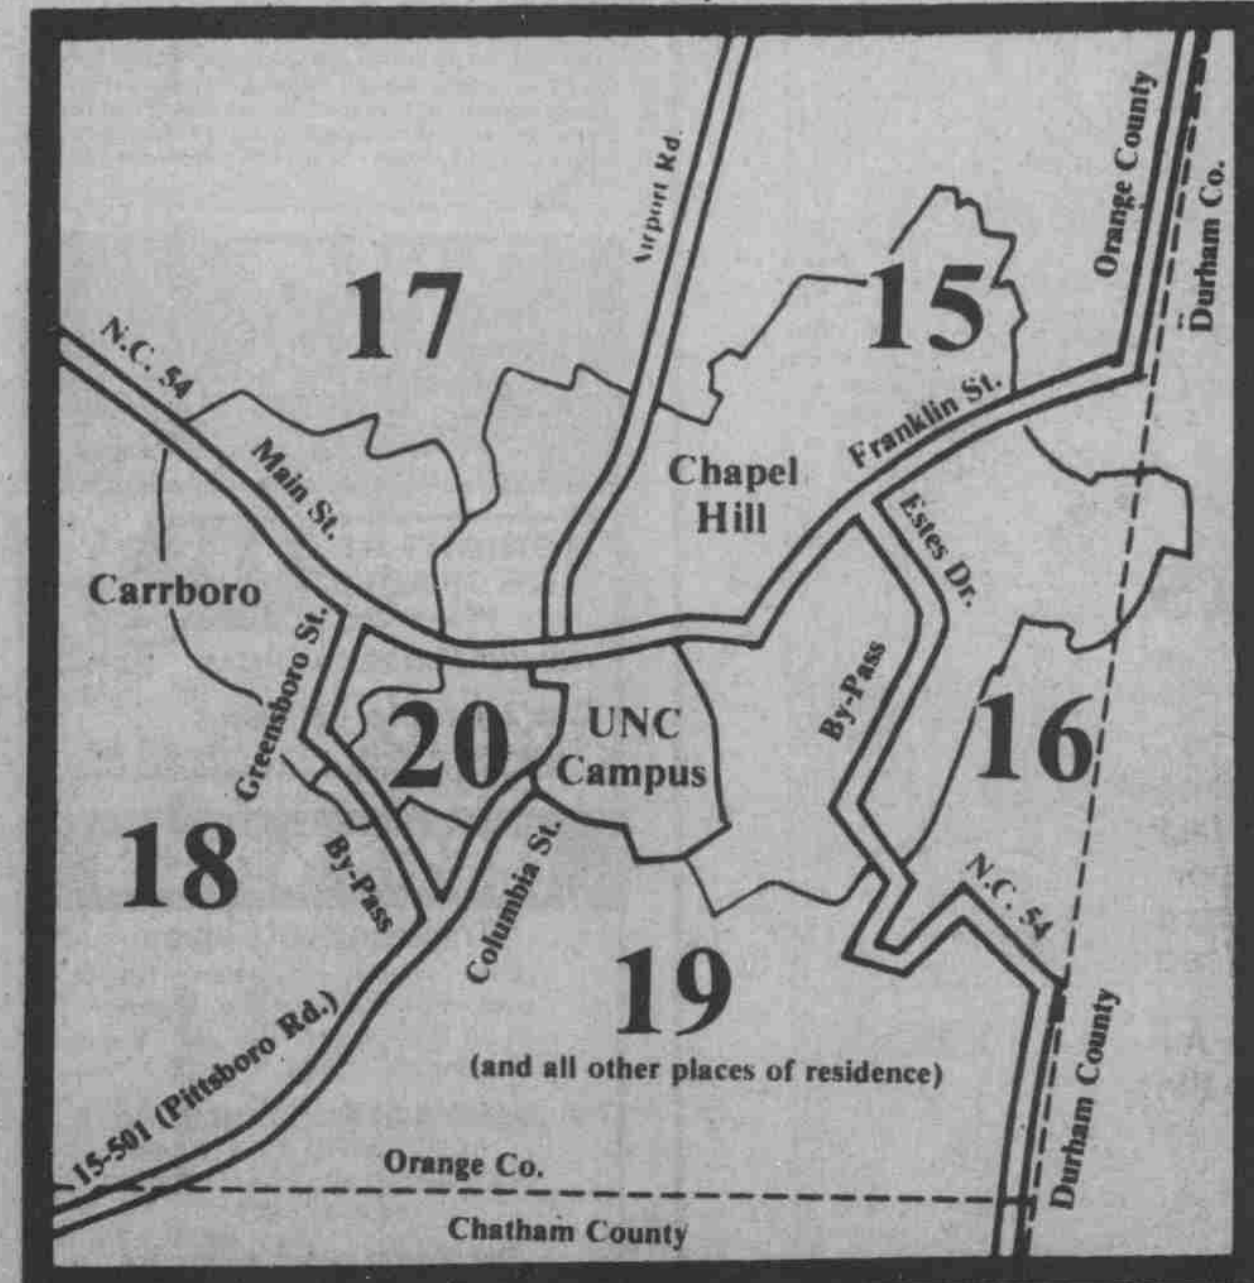 Airport Rd.
Orange County
Durham Co.
17
15
N.C. 54
Main St.
Franklin St.
Chapel
Hill
Estes Dr.
Carrboro
Greensboro St.
By-Pass
20
UNC
Campus
16
18
By-Pass
Columbia St.
N.C. 54
19
(and all other places of residence)
15-501 (Pittsboro Rd.)
Durham County
Orange Co.
Chatham County